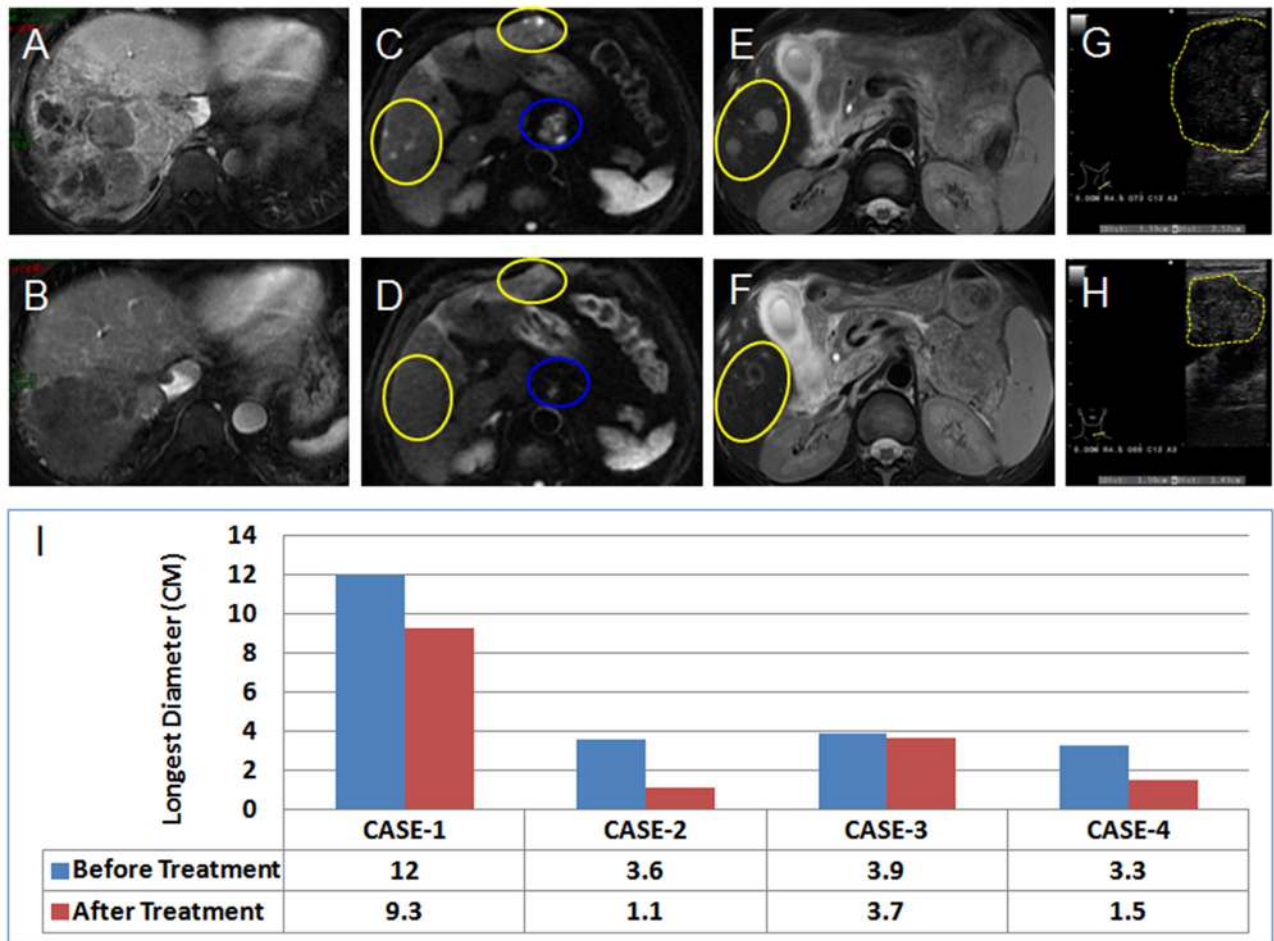 A
C
E
G
B
D
F
H
I
14
12
10
8
6
4
2
0
Longest Diameter (CM)
CASE-1 CASE-2 CASE-3 CASE-4
Before Treatment 12 3.6 3.9 3.3
After Treatment 9.3 1.1 3.7 1.5